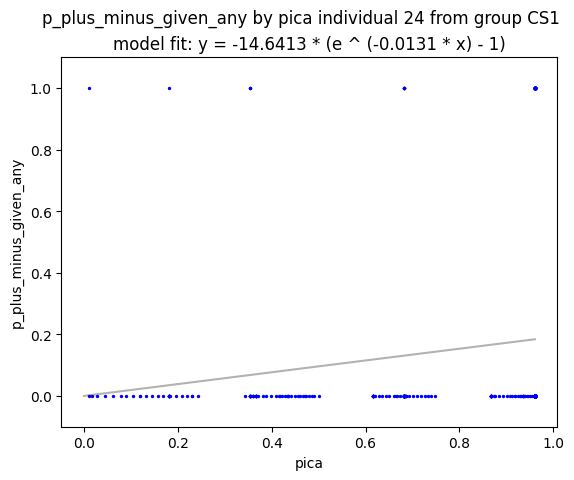 p_plus_minus_given_any by pica individual 24 from group CS1
model fit: y = -14.6413 * (e ^ (-0.0131 * x) - 1)
1.0
0.8
0.6
0.4
0.2
0.0
p_plus_minus_given_any
0.0 0.2 0.4 0.6 0.8 1.0
pica